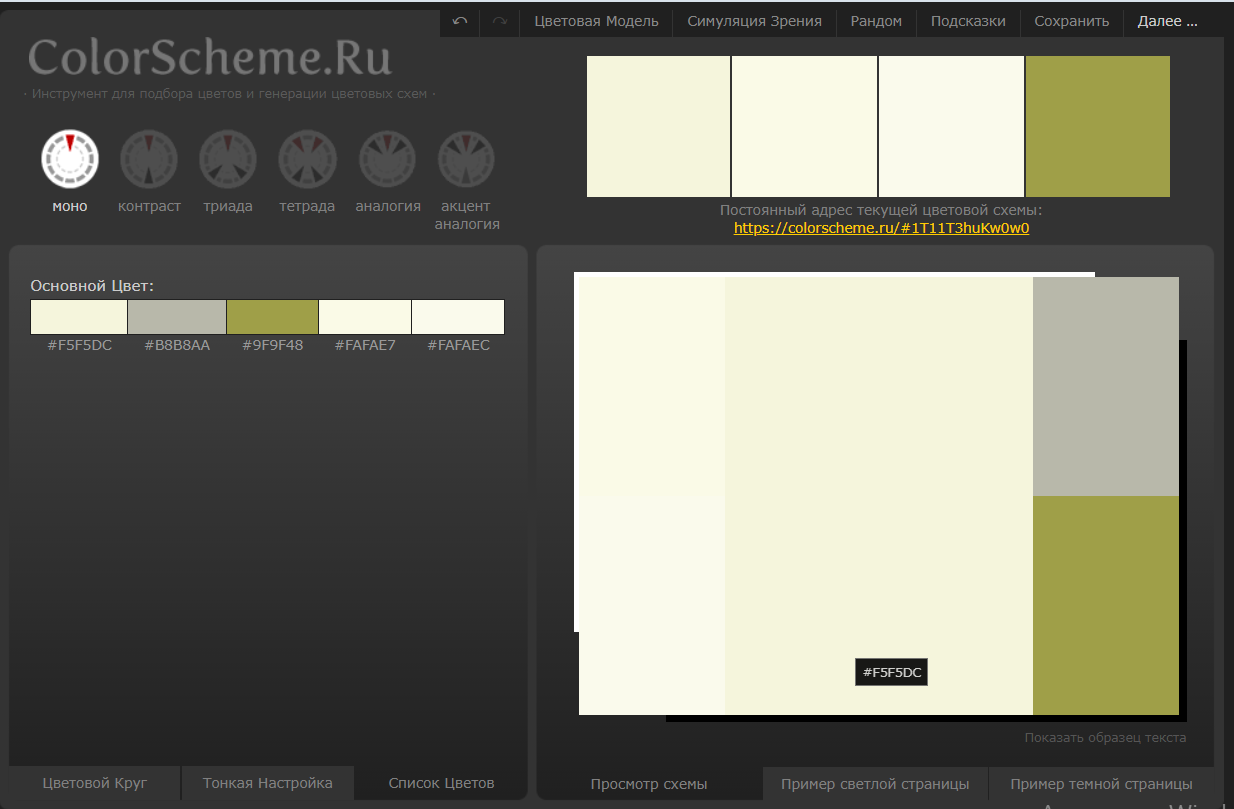 Цветовая Модель
Симуляция Зрения
Рандом
Подсказки
Сохранить
Далее ...
ColorScheme.Ru
· Инструмент для подбора цветов и генерации цветовых схем ·
моно
контраст
триада
тетрада
аналогия
акцент
аналогия
Постоянный адрес текущей цветовой схемы:
https://colorscheme.ru/#1T11T3huKw0w0
Основной Цвет:
#F5F5DC
#B8B8AA
#9F9F48
#FAFAE7
#FAFAEC
#F5F5DC
Показать образец текста
Цветовой Круг
Тонкая Настройка
Список Цветов
Просмотр схемы
Пример светлой страницы
Пример темной страницы